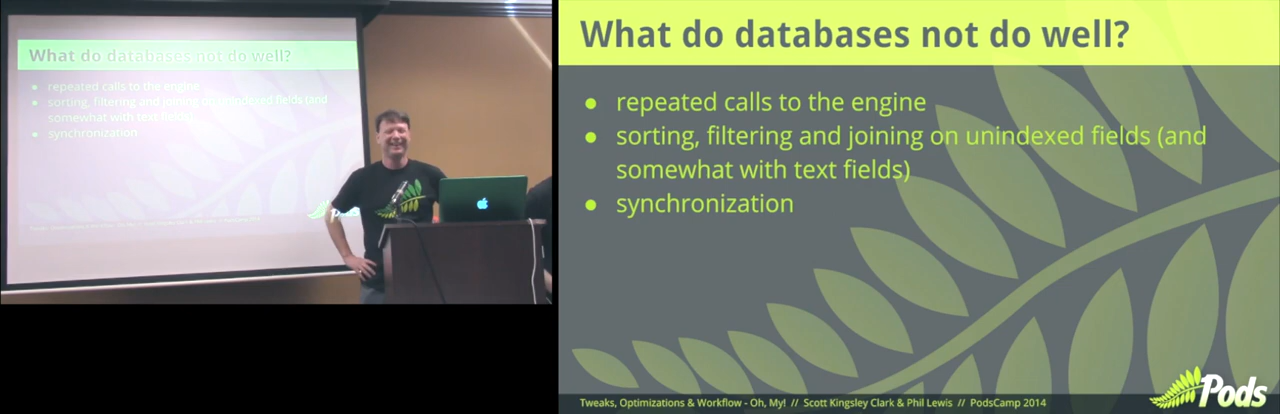 What do databases not do well?
● repeated calls to the engine
● sorting, filtering and joining on unindexed fields (and
somewhat with text fields)
● synchronization
Pods
What do databases not do well?
● repeated calls to the engine
● sorting, filtering and joining on unindexed fields (and
somewhat with text fields)
● synchronization
Tweaks, Optimizations & Workflow - Oh, My! // Scott Kingsley Clark & Phil Lewis // PodsCamp 2014
Pods